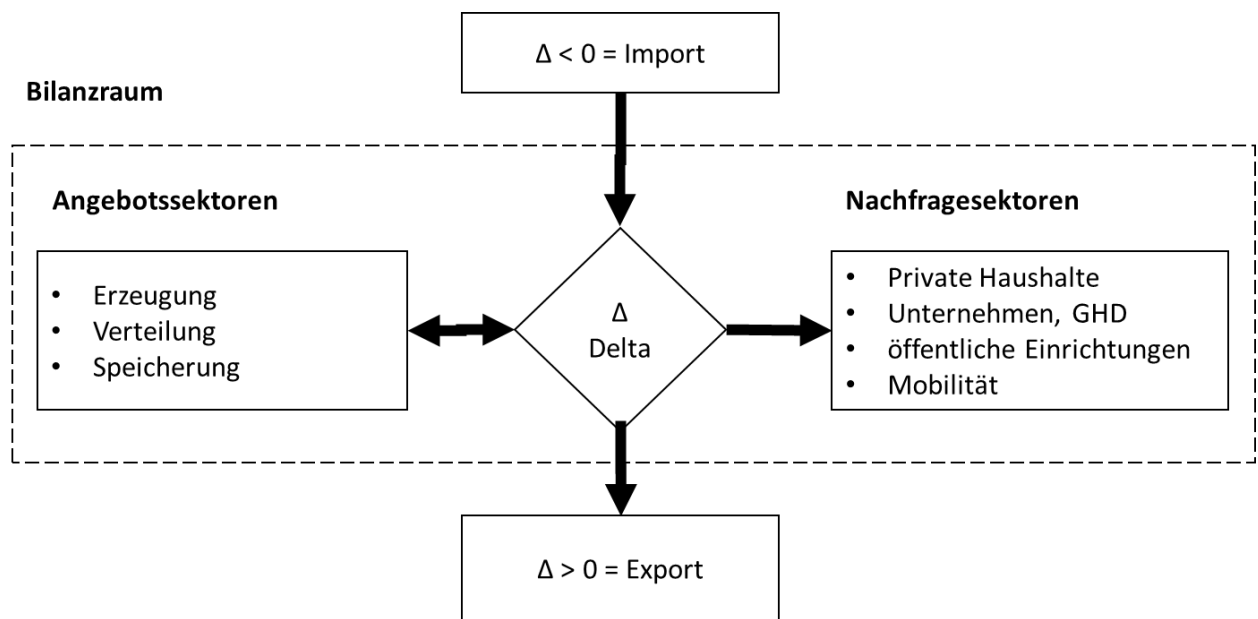 Δ < 0 = Import
Bilanzraum
Angebotssektoren
• Erzeugung
• Verteilung
• Speicherung
Δ
Delta
Nachfragesektoren
• Private Haushalte
• Unternehmen, GHD
• öffentliche Einrichtungen
• Mobilität
Δ > 0 = Export